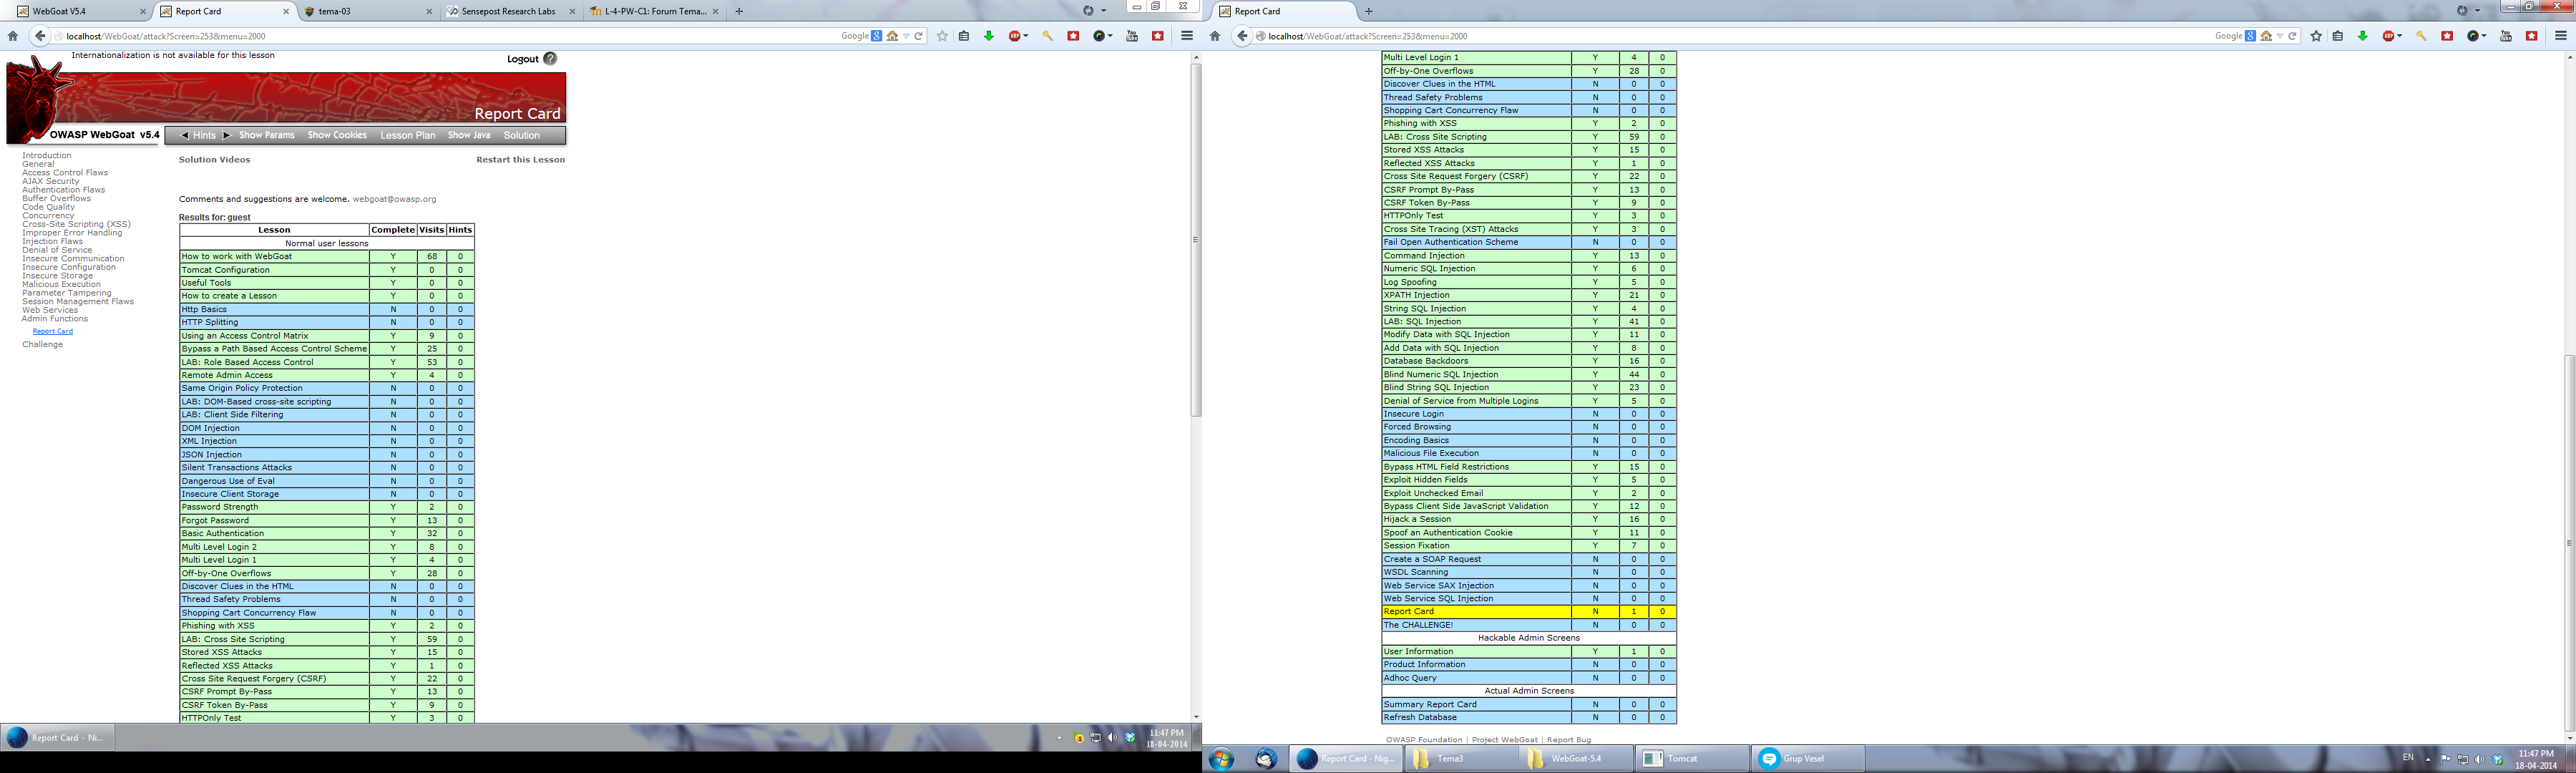 WebGoat V5.4
Report Card
tema-03
Sensepost Research Labs
L-4-PW-C1: Forum Tema...
localhost/WebGoat/attack?Screen=253&menu=2000
Google
Internationalization is not available for this lesson
Logout ?
Report Card
OWASP WebGoat v5.4
Hints
Show Params
Show Cookies
Lesson Plan
Show Java
Solution
Introduction
General
Access Control Flaws
AJAX Security
Authentication Flaws
Buffer Overflows
Code Quality
Concurrency
Cross-Site Scripting (XSS)
Improper Error Handling
Injection Flaws
Denial of Service
Insecure Communication
Insecure Configuration
Insecure Storage
Malicious Execution
Parameter Tampering
Session Management Flaws
Web Services
Admin Functions
Report Card
Challenge
Solution Videos
Restart this Lesson
Comments and suggestions are welcome. webgoat@owasp.org
Results for: guest
Lesson Complete Visits Hints
Normal user lessons
How to work with WebGoat Y 68 0
Tomcat Configuration Y 0 0
Useful Tools Y 0 0
How to create a Lesson Y 0 0
Http Basics N 0 0
HTTP Splitting N 0 0
Using an Access Control Matrix Y 9 0
Bypass a Path Based Access Control Scheme Y 25 0
LAB: Role Based Access Control Y 53 0
Remote Admin Access Y 4 0
Same Origin Policy Protection N 0 0
LAB: DOM-Based cross-site scripting N 0 0
LAB: Client Side Filtering N 0 0
DOM Injection N 0 0
XML Injection N 0 0
JSON Injection N 0 0
Silent Transactions Attacks N 0 0
Dangerous Use of Eval N 0 0
Insecure Client Storage N 0 0
Password Strength Y 2 0
Forgot Password Y 13 0
Basic Authentication Y 32 0
Multi Level Login 2 Y 8 0
Multi Level Login 1 Y 4 0
Off-by-One Overflows Y 28 0
Discover Clues in the HTML N 0 0
Thread Safety Problems N 0 0
Shopping Cart Concurrency Flaw N 0 0
Phishing with XSS Y 2 0
LAB: Cross Site Scripting Y 59 0
Stored XSS Attacks Y 15 0
Reflected XSS Attacks Y 1 0
Cross Site Request Forgery (CSRF) Y 22 0
CSRF Prompt By-Pass Y 13 0
CSRF Token By-Pass Y 9 0
HTTPOnly Test Y 3 0
Report Card - Ni...
11:47 PM
18-04-2014
Report Card
localhost/WebGoat/attack?Screen=253&menu=2000
Google
Multi Level Login 1 Y 4 0
Off-by-One Overflows Y 28 0
Discover Clues in the HTML N 0 0
Thread Safety Problems N 0 0
Shopping Cart Concurrency Flaw N 0 0
Phishing with XSS Y 2 0
LAB: Cross Site Scripting Y 59 0
Stored XSS Attacks Y 15 0
Reflected XSS Attacks Y 1 0
Cross Site Request Forgery (CSRF) Y 22 0
CSRF Prompt By-Pass Y 13 0
CSRF Token By-Pass Y 9 0
HTTPOnly Test Y 3 0
Cross Site Tracing (XST) Attacks Y 3 0
Fail Open Authentication Scheme N 0 0
Command Injection Y 13 0
Numeric SQL Injection Y 6 0
Log Spoofing Y 5 0
XPATH Injection Y 21 0
String SQL Injection Y 4 0
LAB: SQL Injection Y 41 0
Modify Data with SQL Injection Y 11 0
Add Data with SQL Injection Y 8 0
Database Backdoors Y 16 0
Blind Numeric SQL Injection Y 44 0
Blind String SQL Injection Y 23 0
Denial of Service from Multiple Logins Y 5 0
Insecure Login N 0 0
Forced Browsing N 0 0
Encoding Basics N 0 0
Malicious File Execution N 0 0
Bypass HTML Field Restrictions Y 15 0
Exploit Hidden Fields Y 5 0
Exploit Unchecked Email Y 2 0
Bypass Client Side JavaScript Validation Y 12 0
Hijack a Session Y 16 0
Spoof an Authentication Cookie Y 11 0
Session Fixation Y 7 0
Create a SOAP Request N 0 0
WSDL Scanning N 0 0
Web Service SAX Injection N 0 0
Web Service SQL Injection N 0 0
Report Card N 1 0
The CHALLENGE! N 0 0
Hackable Admin Screens
User Information Y 1 0
Product Information N 0 0
Adhoc Query N 0 0
Actual Admin Screens
Summary Report Card N 0 0
Refresh Database N 0 0
OWASP Foundation | Project WebGoat | Report Bug
Report Card - Nig...
Tema3
WebGoat-5.4
Tomcat
Grup Vesel
EN
11:47 PM
18-04-2014